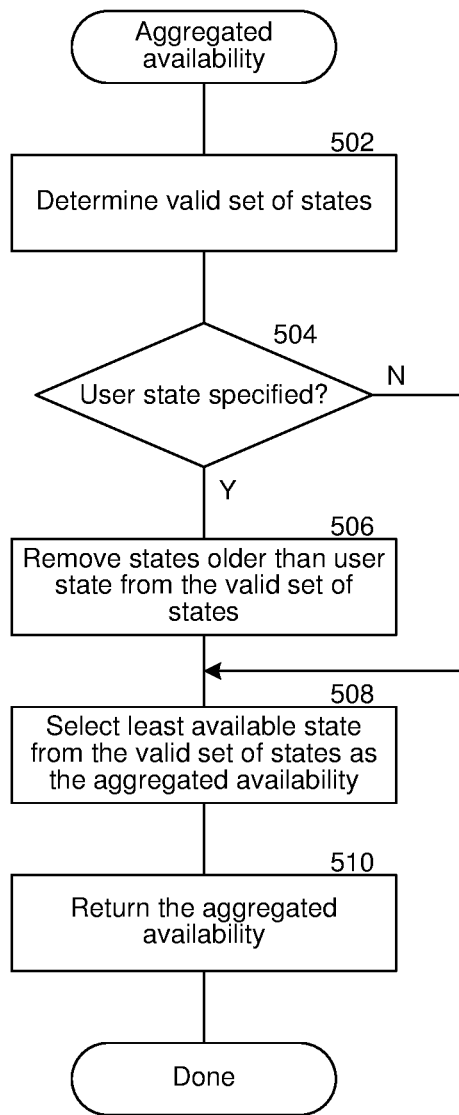 Aggregated
availability
502
Determine valid set of states
504
User state specified?
N
Y
506
Remove states older than user
state from the valid set of
states
508
Select least available state
from the valid set of states as
the aggregated availability
510
Return the aggregated
availability
Done